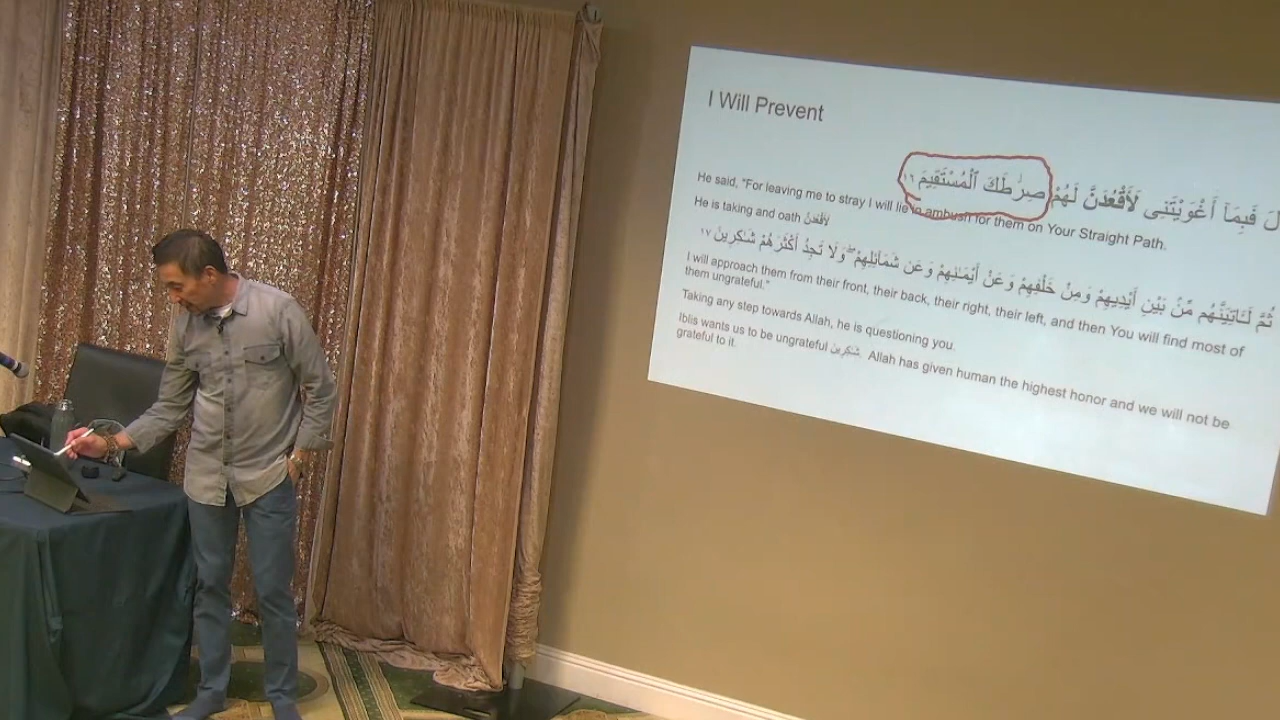 I Will Prevent
لَ فَبِمَآ أَغْوَيْتَنِى لَأَقْعُدَنَّ لَهُمْ صِرَٰطَكَ ٱلْمُسْتَقِيمَ ١٦
He said, "For leaving me to stray I will lie in ambush for them on Your Straight Path.
He is taking and oath لَأَقْعُدَنَّ
ثُمَّ لَـَٔاتِيَنَّهُم مِّنۢ بَيْنِ أَيْدِيهِمْ وَمِنْ خَلْفِهِمْ وَعَنْ أَيْمَـٰنِهِمْ وَعَن شَمَآئِلِهِمْ ۖ وَلَا تَجِدُ أَكْثَرَهُمْ شَـٰكِرِينَ ١٧
I will approach them from their front, their back, their right, their left, and then You will find most of
them ungrateful."
Taking any step towards Allah, he is questioning you.
Iblis wants us to be ungrateful شَـٰكِرِينَ. Allah has given human the highest honor and we will not be
grateful to it.